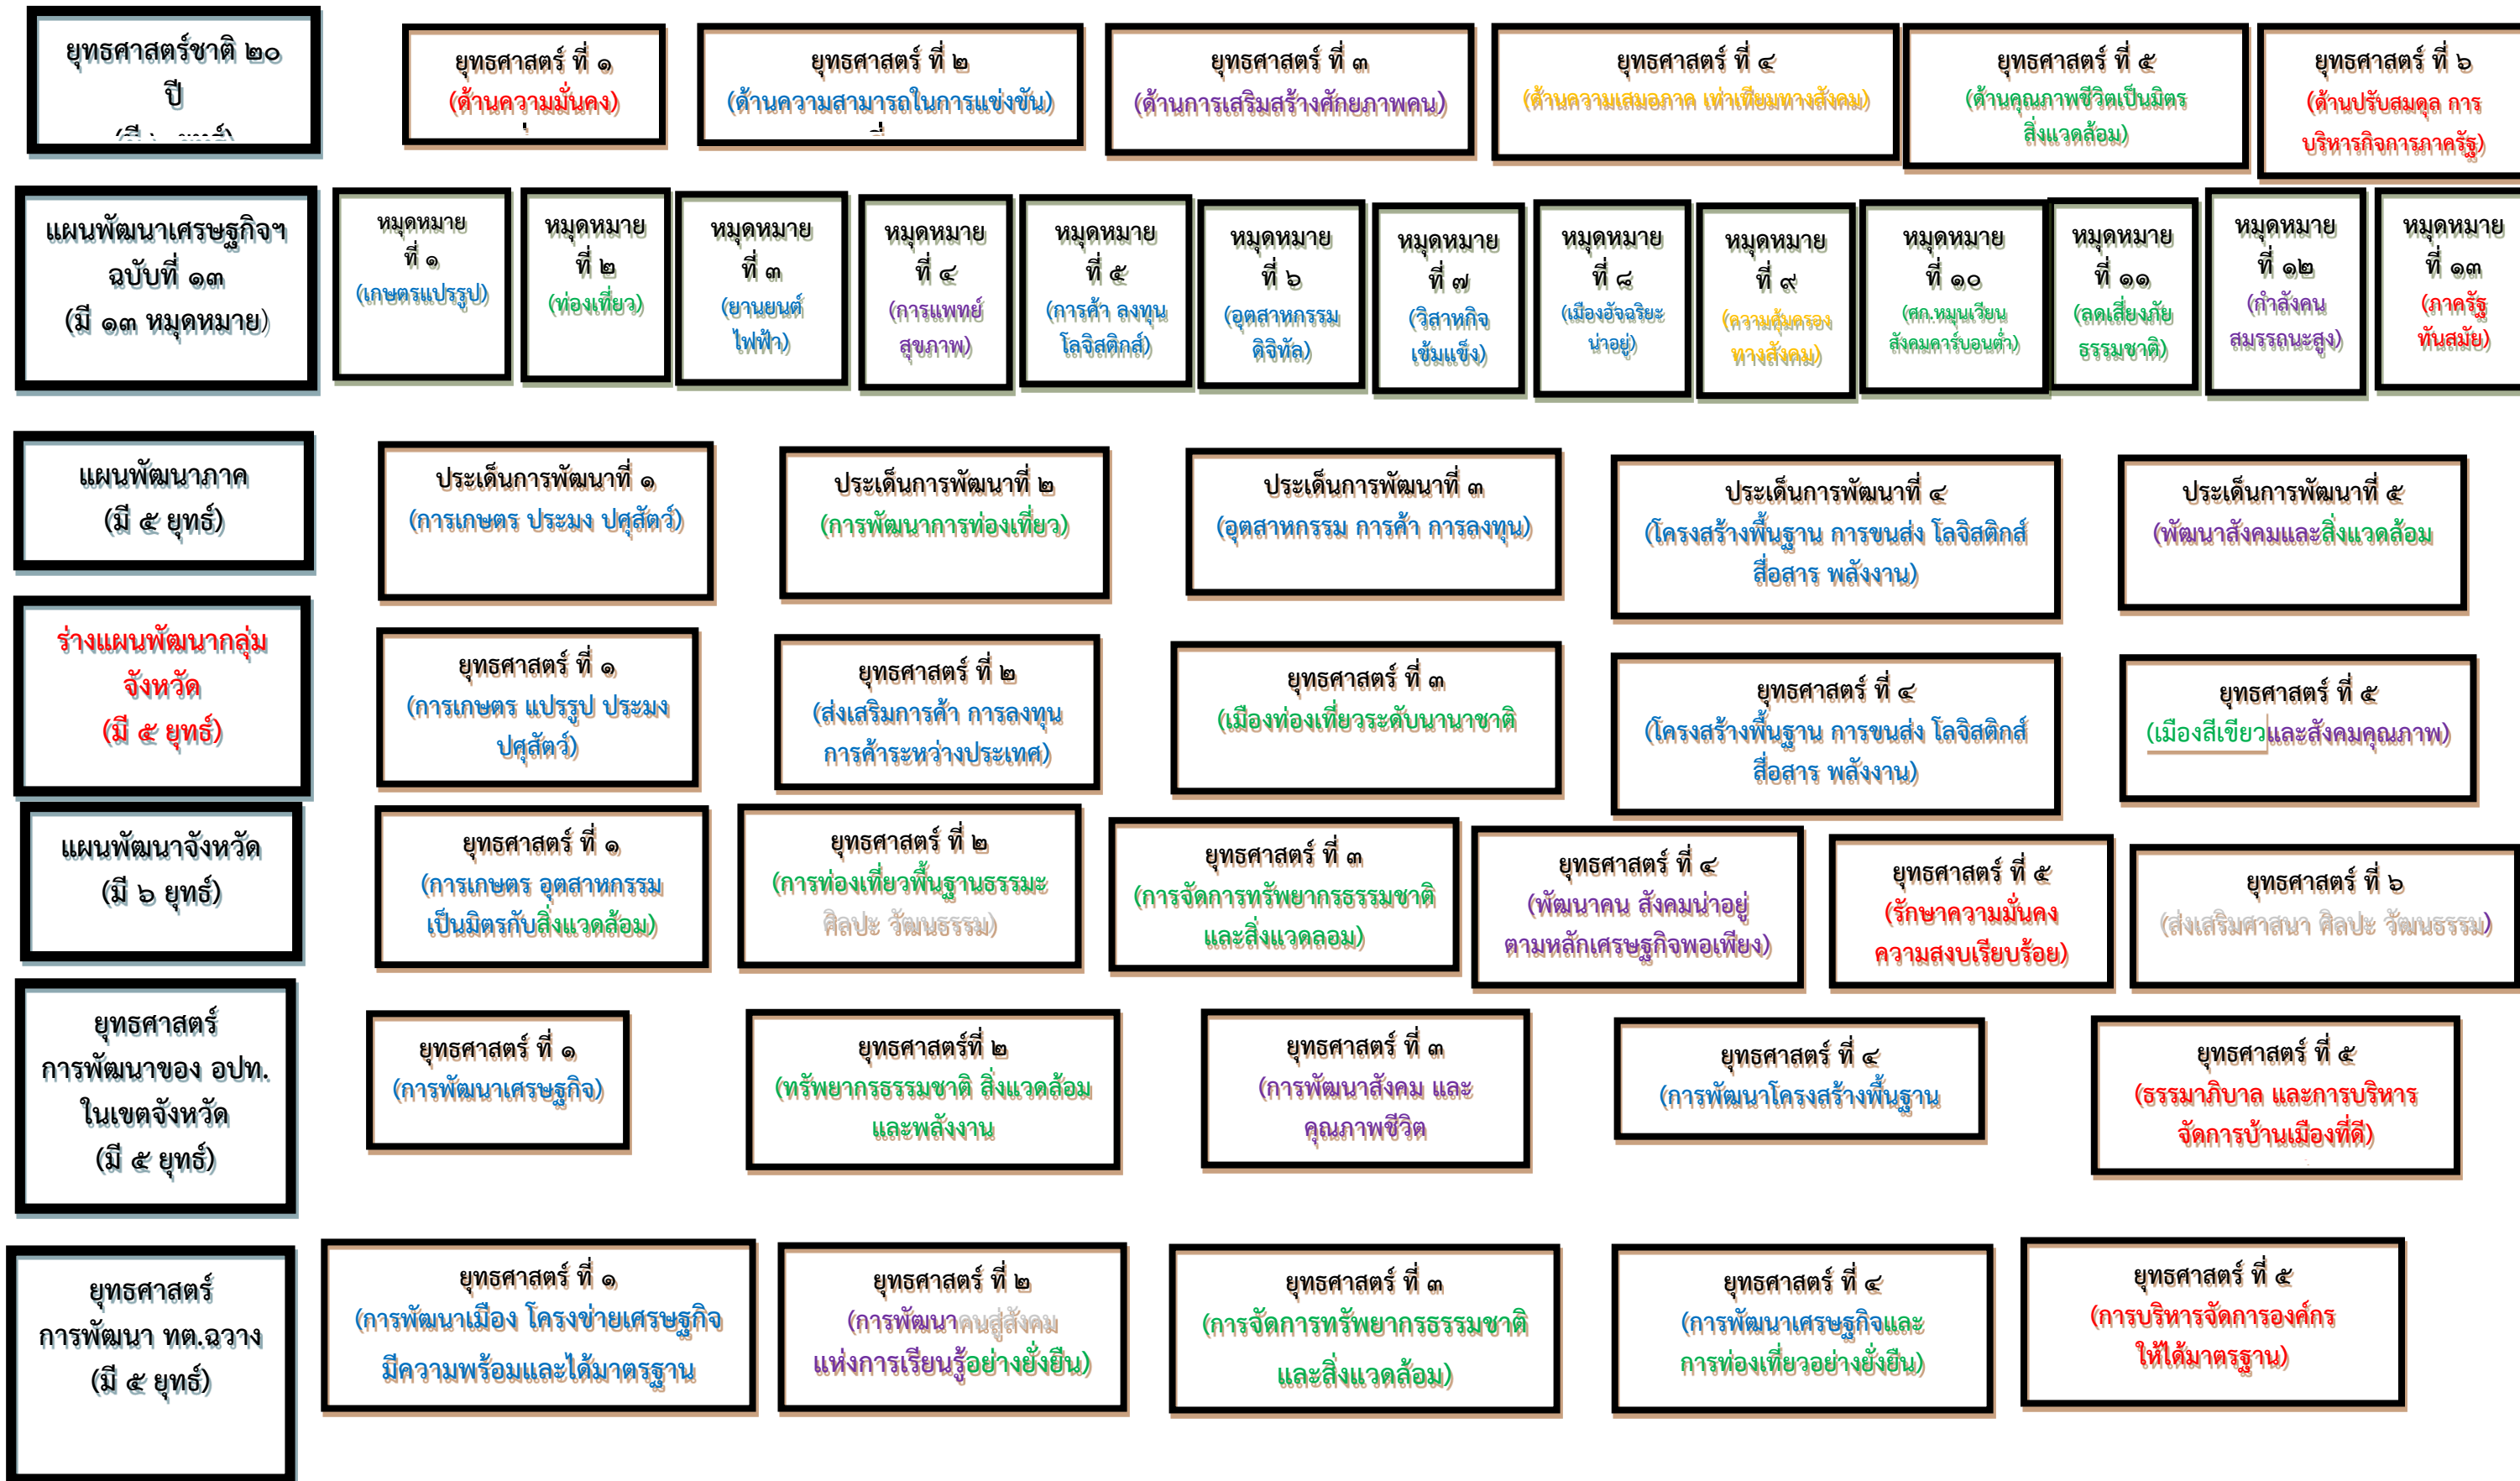 ยุทธศาสตร์ชาติ ๒๐
ปี
(มี ๖ ยุทธ์)
ยุทธศาสตร์ ที่ ๑
(ด้านความมั่นคง)
ยุทธศาสตร์ ที่ ๒
(ด้านความสามารถในการแข่งขัน)
ยุทธศาสตร์ ที่ ๓
(ด้านการเสริมสร้างศักยภาพคน)
ยุทธศาสตร์ ที่ ๔
(ด้านความเสมอภาค เท่าเทียมทางสังคม)
ยุทธศาสตร์ ที่ ๕
(ด้านคุณภาพชีวิตเป็นมิตร
สิ่งแวดล้อม)
ยุทธศาสตร์ ที่ ๖
(ด้านปรับสมดุล การ
บริหารกิจการภาครัฐ)
แผนพัฒนาเศรษฐกิจฯ
ฉบับที่ ๑๓
(มี ๑๓ หมุดหมาย)
หมุดหมาย
ที่ ๑
(เกษตรแปรรูป)
หมุดหมาย
ที่ ๒
(ท่องเที่ยว)
หมุดหมาย
ที่ ๓
(ยานยนต์
ไฟฟ้า)
หมุดหมาย
ที่ ๔
(การแพทย์
สุขภาพ)
หมุดหมาย
ที่ ๕
(การค้า ลงทุน
โลจิสติกส์)
หมุดหมาย
ที่ ๖
(อุตสาหกรรม
ดิจิทัล)
หมุดหมาย
ที่ ๗
(วิสาหกิจ
เข้มแข็ง)
หมุดหมาย
ที่ ๘
(เมืองอัจฉริยะ
น่าอยู่)
หมุดหมาย
ที่ ๙
(ความคุ้มครอง
ทางสังคม)
หมุดหมาย
ที่ ๑๐
(ศก.หมุนเวียน
สังคมคาร์บอนต่ำ)
หมุดหมาย
ที่ ๑๑
(ลดเสี่ยงภัย
ธรรมชาติ)
หมุดหมาย
ที่ ๑๒
(กำลังคน
สมรรถนะสูง)
หมุดหมาย
ที่ ๑๓
(ภาครัฐ
ทันสมัย)
แผนพัฒนาภาค
(มี ๕ ยุทธ์)
ประเด็นการพัฒนาที่ ๑
(การเกษตร ประมง ปศุสัตว์)
ประเด็นการพัฒนาที่ ๒
(การพัฒนาการท่องเที่ยว)
ประเด็นการพัฒนาที่ ๓
(อุตสาหกรรม การค้า การลงทุน)
ประเด็นการพัฒนาที่ ๔
(โครงสร้างพื้นฐาน การขนส่ง โลจิสติกส์
สื่อสาร พลังงาน)
ประเด็นการพัฒนาที่ ๕
(พัฒนาสังคมและสิ่งแวดล้อม
ร่างแผนพัฒนากลุ่ม
จังหวัด
(มี ๕ ยุทธ์)
ยุทธศาสตร์ ที่ ๑
(การเกษตร แปรรูป ประมง
ปศุสัตว์)
ยุทธศาสตร์ ที่ ๒
(ส่งเสริมการค้า การลงทุน
การค้าระหว่างประเทศ)
ยุทธศาสตร์ ที่ ๓
(เมืองท่องเที่ยวระดับนานาชาติ
ยุทธศาสตร์ ที่ ๔
(โครงสร้างพื้นฐาน การขนส่ง โลจิสติกส์
สื่อสาร พลังงาน)
ยุทธศาสตร์ ที่ ๕
(เมืองสีเขียวและสังคมคุณภาพ)
แผนพัฒนาจังหวัด
(มี ๖ ยุทธ์)
ยุทธศาสตร์ ที่ ๑
(การเกษตร อุตสาหกรรม
เป็นมิตรกับสิ่งแวดล้อม)
ยุทธศาสตร์ ที่ ๒
(การท่องเที่ยวพื้นฐานธรรมะ
ศิลปะ วัฒนธรรม)
ยุทธศาสตร์ ที่ ๓
(การจัดการทรัพยากรธรรมชาติ
และสิ่งแวดลอม)
ยุทธศาสตร์ ที่ ๔
(พัฒนาคน สังคมน่าอยู่
ตามหลักเศรษฐกิจพอเพียง)
ยุทธศาสตร์ ที่ ๕
(รักษาความมั่นคง
ความสงบเรียบร้อย)
ยุทธศาสตร์ ที่ ๖
(ส่งเสริมศาสนา ศิลปะ วัฒนธรรม)
ยุทธศาสตร์
การพัฒนาของ อปท.
ในเขตจังหวัด
(มี ๕ ยุทธ์)
ยุทธศาสตร์ ที่ ๑
(การพัฒนาเศรษฐกิจ)
ยุทธศาสตร์ที่ ๒
(ทรัพยากรธรรมชาติ สิ่งแวดล้อม
และพลังงาน
ยุทธศาสตร์ ที่ ๓
(การพัฒนาสังคม และ
คุณภาพชีวิต
ยุทธศาสตร์ ที่ ๔
(การพัฒนาโครงสร้างพื้นฐาน
ยุทธศาสตร์ ที่ ๕
(ธรรมาภิบาล และการบริหาร
จัดการบ้านเมืองที่ดี)
ยุทธศาสตร์
การพัฒนา ทต.ฉวาง
(มี ๕ ยุทธ์)
ยุทธศาสตร์ ที่ ๑
(การพัฒนาเมือง โครงข่ายเศรษฐกิจ
มีความพร้อมและได้มาตรฐาน
ยุทธศาสตร์ ที่ ๒
(การพัฒนาคนสู่สังคม
แห่งการเรียนรู้อย่างยั่งยืน)
ยุทธศาสตร์ ที่ ๓
(การจัดการทรัพยากรธรรมชาติ
และสิ่งแวดล้อม)
ยุทธศาสตร์ ที่ ๔
(การพัฒนาเศรษฐกิจและ
การท่องเที่ยวอย่างยั่งยืน)
ยุทธศาสตร์ ที่ ๕
(การบริหารจัดการองค์กร
ให้ได้มาตรฐาน)